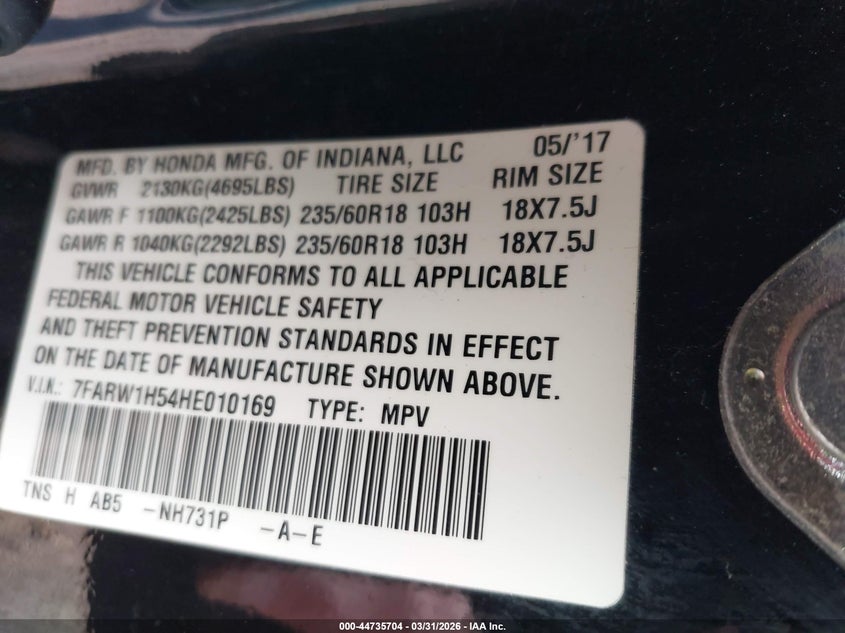 MFD. BY HONDA MFG. OF INDIANA, LLC 05/'17
GVWR 2130KG(4695LBS) TIRE SIZE RIM SIZE
GAWR F 1100KG(2425LBS) 235/60R18 103H 18X7.5J
GAWR R 1040KG(2292LBS) 235/60R18 103H 18X7.5J
THIS VEHICLE CONFORMS TO ALL APPLICABLE
FEDERAL MOTOR VEHICLE SAFETY
AND THEFT PREVENTION STANDARDS IN EFFECT
ON THE DATE OF MANUFACTURE SHOWN ABOVE.
V.I.N.: 7FARW1H54HE010169 TYPE: MPV
TNS H AB5 -NH731P -A-E
000-44735704 - 03/31/2026 - IAA Inc.